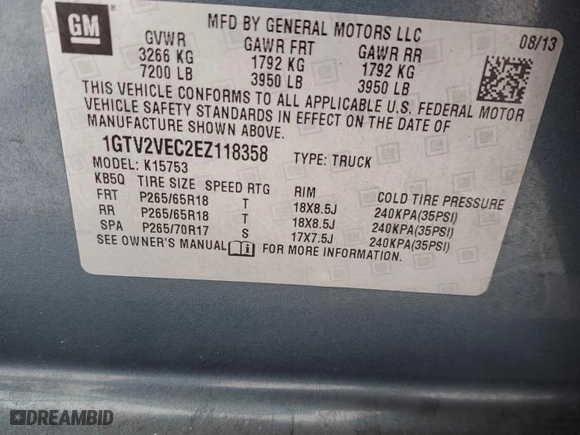 GM
MFD BY GENERAL MOTORS LLC
08/13
GVWR GAWR FRT GAWR RR
3266 KG 1792 KG 1792 KG
7200 LB 3950 LB 3950 LB
THIS VEHICLE CONFORMS TO ALL APPLICABLE U.S. FEDERAL MOTOR
VEHICLE SAFETY STANDARDS IN EFFECT ON THE DATE OF
MANUFACTURE SHOWN ABOVE.
1GTV2VEC2EZ118358 TYPE: TRUCK
MODEL: K15753
KB5Q TIRE SIZE SPEED RTG RIM COLD TIRE PRESSURE
FRT P265/65R18 T 18X8.5J 240KPA(35PSI)
RR P265/65R18 T 18X8.5J 240KPA(35PSI)
SPA P265/70R17 S 17X7.5J 240KPA(35PSI)
SEE OWNER'S MANUAL FOR MORE INFORMATION.
DREAMBID